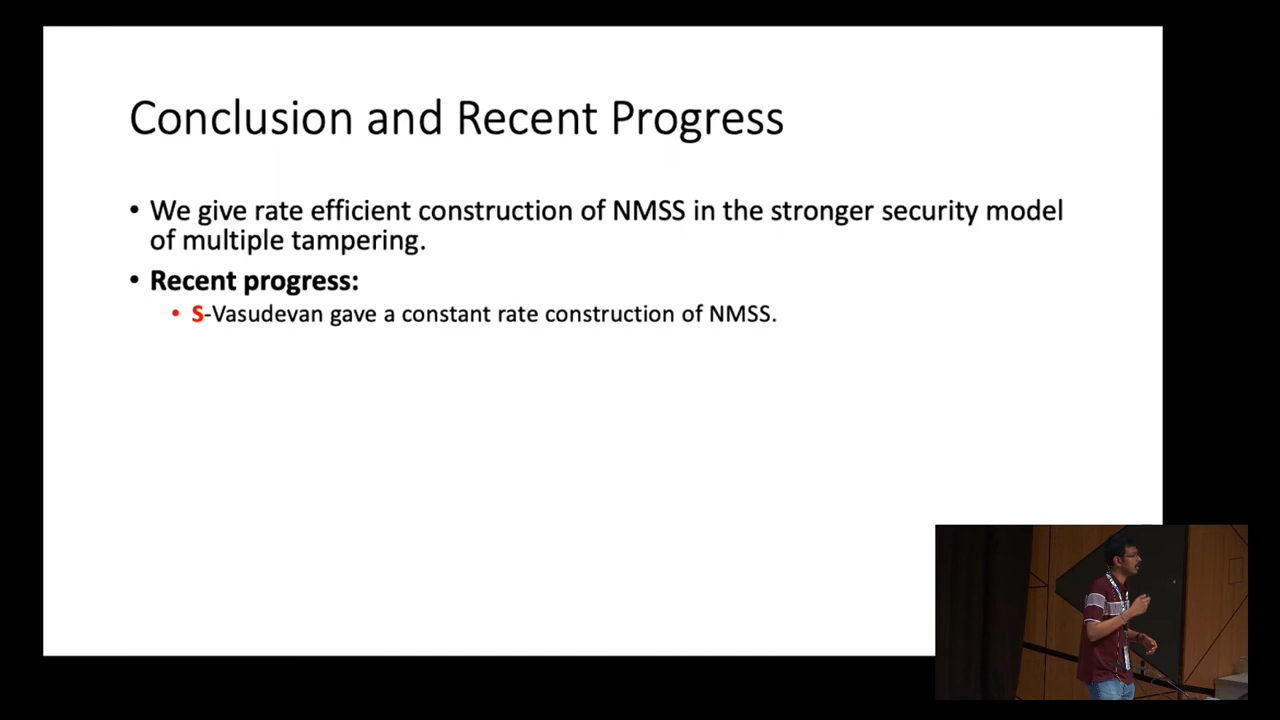 Conclusion and Recent Progress
• We give rate efficient construction of NMSS in the stronger security model
of multiple tampering.
• Recent progress:
• S-Vasudevan gave a constant rate construction of NMSS.